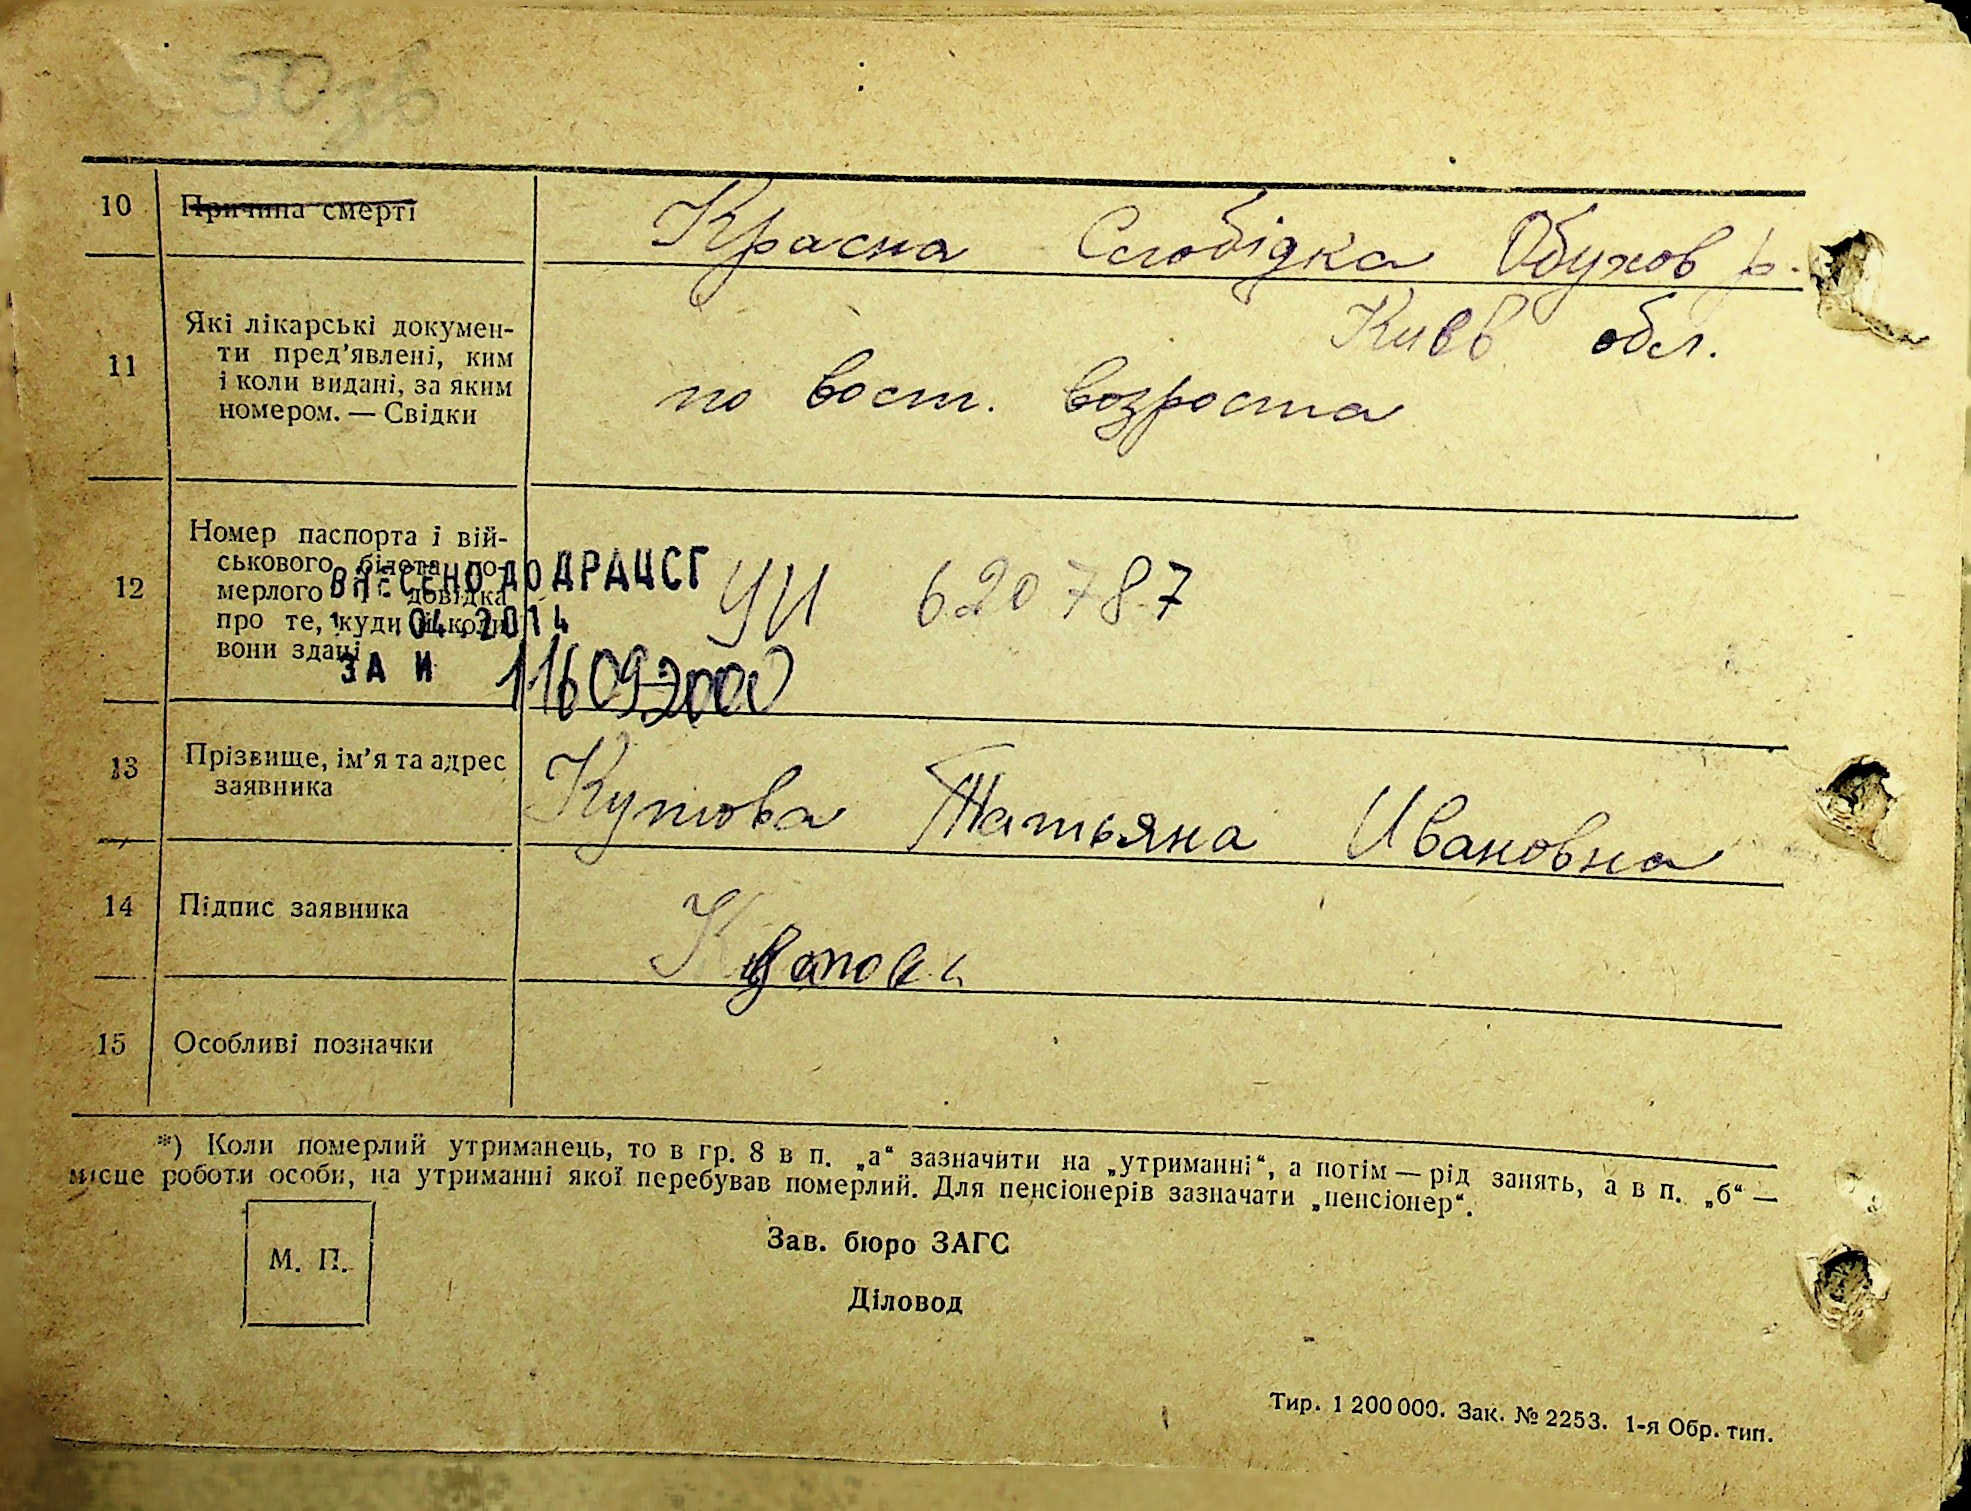 50 зв
10 Причина смерті Красна Слобідка Обухов р.
Київ обл.
11 Які лікарські докумен-
ти пред'явлені, ким
і коли видані, за яким
номером. — Свідки
по вост. возроста
12 Номер паспорта і вій-
ськового білета по-
мерлого і довідка
про те, куди і коли
вони здані
УИ 620787
ВНЕСЕНО ДО ДРАЦСГ
04.2014
ЗА И 116092000
13 Прізвище, ім'я та адрес
заявника
Кутова Татьяна Ивановна
14 Підпис заявника
15 Особливі позначки
*) Коли померлий утриманець, то в гр. 8 в п. „а“ зазначити на „утриманні“, а потім — рід занять, а в п. „б“ —
місце роботи особи, на утриманні якої перебував померлий. Для пенсіонерів зазначати „пенсіонер“.
М. П.
Зав. бюро ЗАГС
Діловод
Тир. 1 200 000. Зак. № 2253. 1-я Обр. тип.